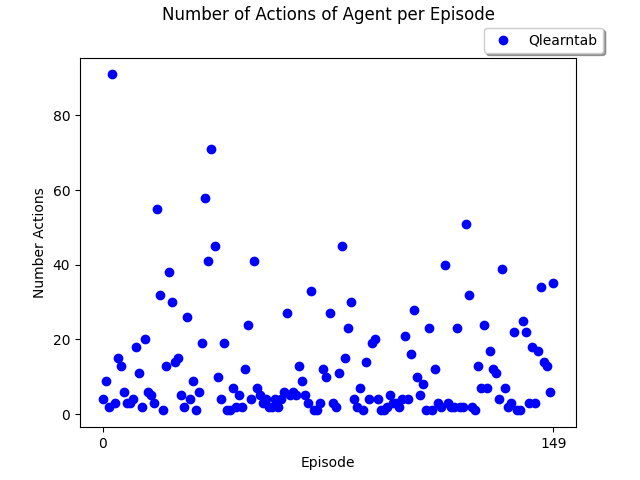 Number of Actions of Agent per Episode
Qlearntab
80
60
40
20
0
Number Actions
0
149
Episode